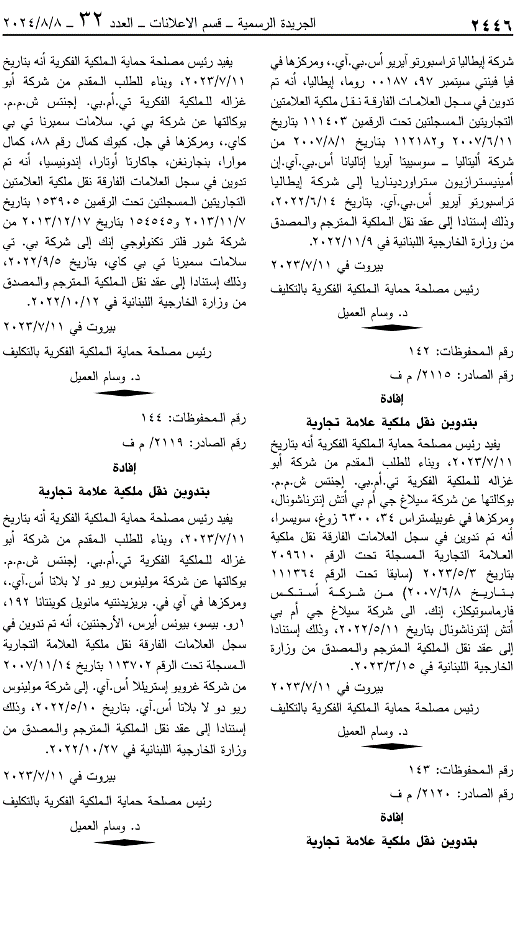 ٢٤٤٦
الجريدة الرسمية ــ قسم الاعلانات ــ العدد ٣٢ ــ ٢٠٢٤/٨/٨
شركة إيطاليا تراسبورتو آيريو أس.بي.آي.، ومركزها في
فيا فينتي سيتمبر ٩٧، ٠٠١٨٧ روما، إيطاليا، أنه تم
تدوين في سجل العلامات الفارقة نقل ملكية العلامتين
التجاريتين المسجلتين تحت الرقمين ١١١٤٠٣ بتاريخ
٢٠٠٧/٦/١١ و١١٢١٨٢ بتاريخ ٢٠٠٧/٨/١ من
شركة أليتاليا ــ سوسييتا آيريا إتاليانا أس.بي.آي.إن
أمينيسترازيون ستراورديناريا إلى شركة إيطاليا
تراسبورتو آيريو أس.بي.آي. بتاريخ ٢٠٢٢/٦/١٤،
وذلك إستنادا إلى عقد نقل الملكية المترجم والمصدق
من وزارة الخارجية اللبنانية في ٢٠٢٢/١١/٩.
بيروت في ٢٠٢٣/٧/١١
رئيس مصلحة حماية الملكية الفكرية بالتكليف
د. وسام العميل
رقم المحفوظات: ١٤٢
رقم الصادر: ٢١١٥/ م ف
إفادة
بتدوين نقل ملكية علامة تجارية
يفيد رئيس مصلحة حماية الملكية الفكرية أنه بتاريخ
٢٠٢٣/٧/١١، وبناء للطلب المقدم من شركة أبو
غزاله للملكية الفكرية تي.أم.بي. إجنتس ش.م.م.
بوكالتها عن شركة سيلاغ جي أم بي أتش إنترناشونال،
ومركزها في غوبيلستراس ٣٤، ٦٣٠٠ زوغ، سويسرا،
أنه تم تدوين في سجل العلامات الفارقة نقل ملكية
العلامة التجارية المسجلة تحت الرقم ٢٠٩٦١٠
بتاريخ ٢٠٢٣/٥/٣ (سابقا تحت الرقم ١١١٣٦٤
بتاريخ ٢٠٠٧/٦/٨) من شركة أستكس
فارماسوتيكلز، إنك. الى شركة سيلاغ جي أم بي
أتش إنترناشونال بتاريخ ٢٠٢٢/٥/١١، وذلك إستنادا
إلى عقد نقل الملكية المترجم والمصدق من وزارة
الخارجية اللبنانية في ٢٠٢٣/٣/١٥.
بيروت في ٢٠٢٣/٧/١١
رئيس مصلحة حماية الملكية الفكرية بالتكليف
د. وسام العميل
رقم المحفوظات: ١٤٣
رقم الصادر: ٢١٢٠/ م ف
إفادة
بتدوين نقل ملكية علامة تجارية
يفيد رئيس مصلحة حماية الملكية الفكرية أنه بتاريخ
٢٠٢٣/٧/١١، وبناء للطلب المقدم من شركة أبو
غزاله للملكية الفكرية تي.أم.بي. إجنتس ش.م.م.
بوكالتها عن شركة بي تي. سلامات سمبرنا تي بي
كاي.، ومركزها في جل. كبوك كمال رقم ٨٨، كمال
موارا، بنجارنغن، جاكارتا أوتارا، إندونيسيا، أنه تم
تدوين في سجل العلامات الفارقة نقل ملكية العلامتين
التجاريتين المسجلتين تحت الرقمين ١٥٣٩٠٥ بتاريخ
٢٠١٣/١١/٧ و١٥٤٥٤٥ بتاريخ ٢٠١٣/١٢/١٧ من
شركة شور فلتر تكنولوجي إنك إلى شركة بي. تي
سلامات سمبرنا تي بي كاي، بتاريخ ٢٠٢٢/٩/٥،
وذلك إستنادا إلى عقد نقل الملكية المترجم والمصدق
من وزارة الخارجية اللبنانية في ٢٠٢٢/١٠/١٢.
بيروت في ٢٠٢٣/٧/١١
رئيس مصلحة حماية الملكية الفكرية بالتكليف
د. وسام العميل
رقم المحفوظات: ١٤٤
رقم الصادر: ٢١١٩/ م ف
إفادة
بتدوين نقل ملكية علامة تجارية
يفيد رئيس مصلحة حماية الملكية الفكرية أنه بتاريخ
٢٠٢٣/٧/١١، وبناء للطلب المقدم من شركة أبو
غزاله للملكية الفكرية تي.أم.بي. إجنتس ش.م.م.
بوكالتها عن شركة مولينوس ريو دو لا بلاتا أس.آي.،
ومركزها في آي في. بريزيدنتيه مانويل كوينتانا ١٩٢،
١رو. بيسو، بيونس أيرس، الأرجنتين، أنه تم تدوين في
سجل العلامات الفارقة نقل ملكية العلامة التجارية
المسجلة تحت الرقم ١١٣٧٠٢ بتاريخ ٢٠٠٧/١١/١٤
من شركة غروبو إستريللا أس.آي. إلى شركة مولينوس
ريو دو لا بلاتا أس.آي. بتاريخ ٢٠٢٢/٥/١٠، وذلك
إستنادا إلى عقد نقل الملكية المترجم والمصدق من
وزارة الخارجية اللبنانية في ٢٠٢٢/١٠/٢٧.
بيروت في ٢٠٢٣/٧/١١
رئيس مصلحة حماية الملكية الفكرية بالتكليف
د. وسام العميل